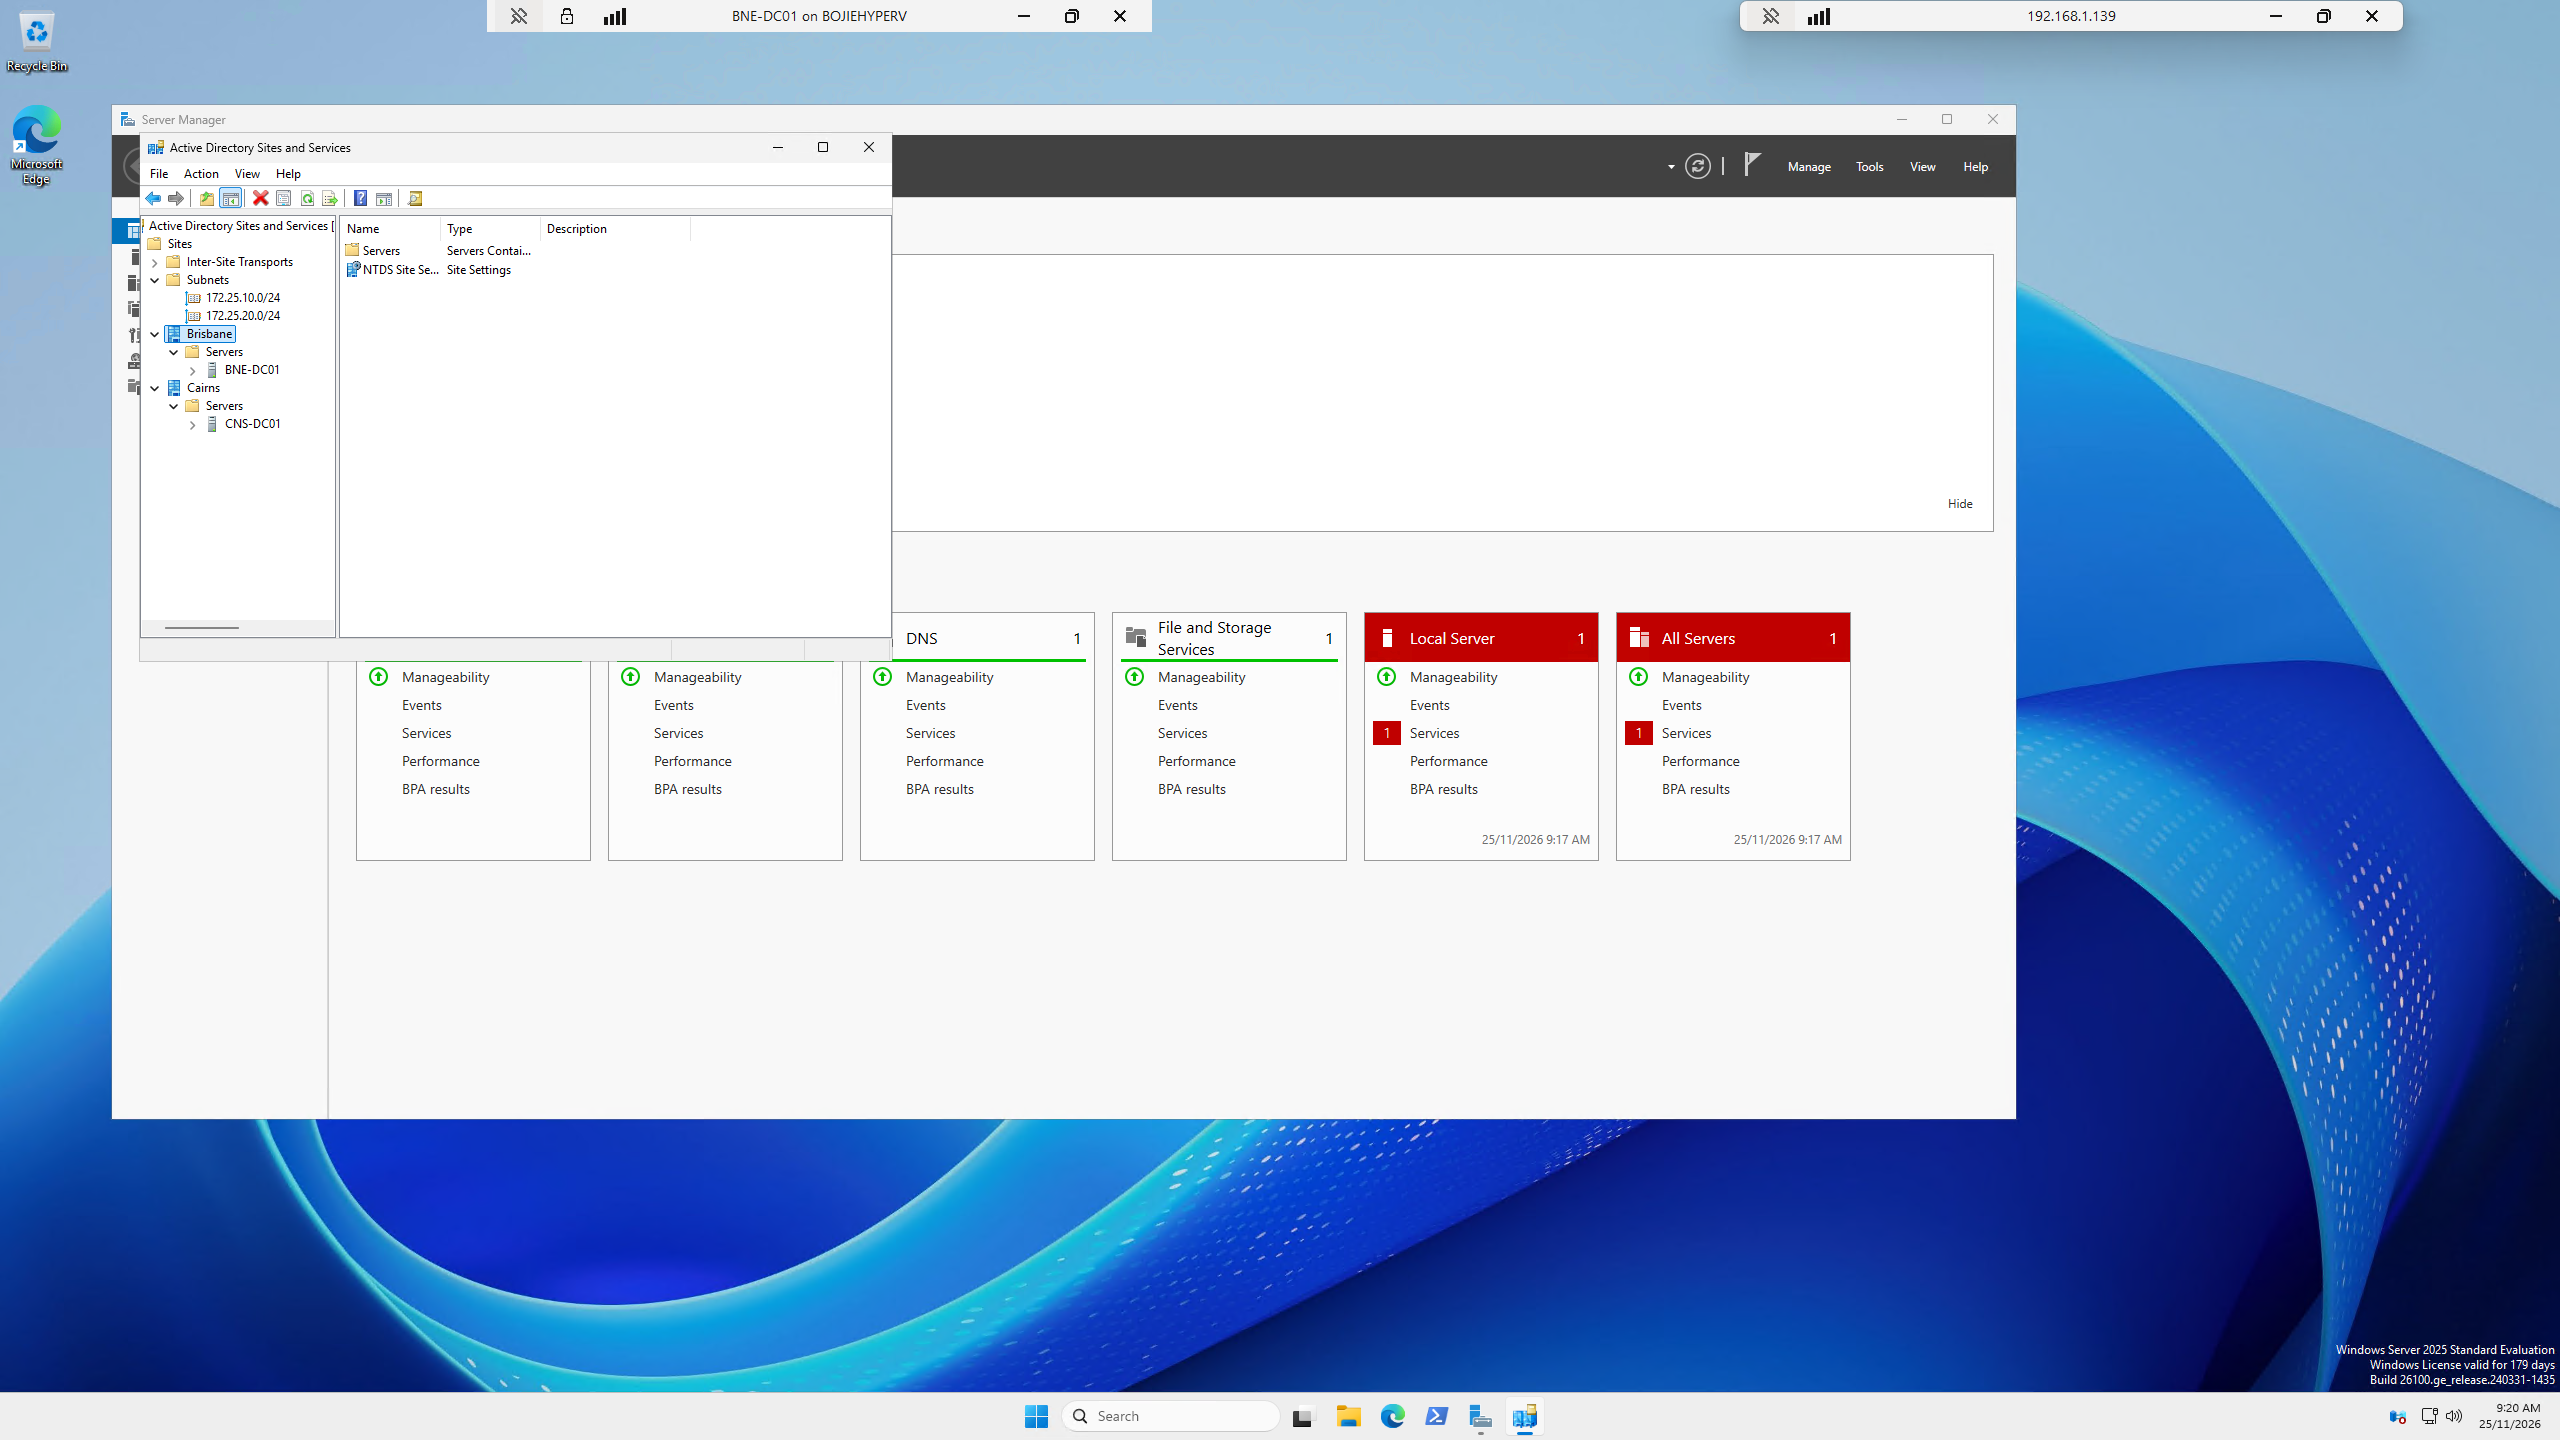 BNE-DC01 on BOJIEHYPERV
192.168.1.139
Recycle Bin
Microsoft
Edge
Server Manager
Manage
Tools
View
Help
Active Directory Sites and Services
File
Action
View
Help
Active Directory Sites and Services [
Sites
Inter-Site Transports
Subnets
172.25.10.0/24
172.25.20.0/24
Brisbane
Servers
BNE-DC01
Cairns
Servers
CNS-DC01
Name
Type
Description
Servers
Servers Contai...
NTDS Site Se...
Site Settings
Hide
Manageability
Events
Services
Performance
BPA results
Manageability
Events
Services
Performance
BPA results
DNS
1
Manageability
Events
Services
Performance
BPA results
File and Storage
Services
1
Manageability
Events
Services
Performance
BPA results
Local Server
1
Manageability
Events
1
Services
Performance
BPA results
25/11/2026 9:17 AM
All Servers
1
Manageability
Events
1
Services
Performance
BPA results
25/11/2026 9:17 AM
Windows Server 2025 Standard Evaluation
Windows License valid for 179 days
Build 26100.ge_release.240331-1435
Search
9:20 AM
25/11/2026